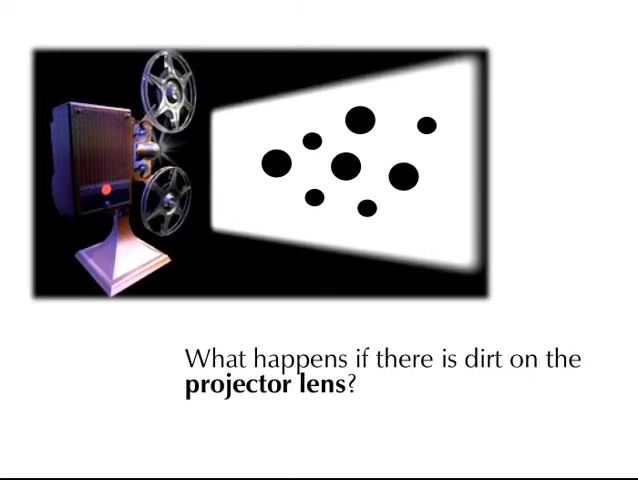 What happens if there is dirt on the
projector lens?